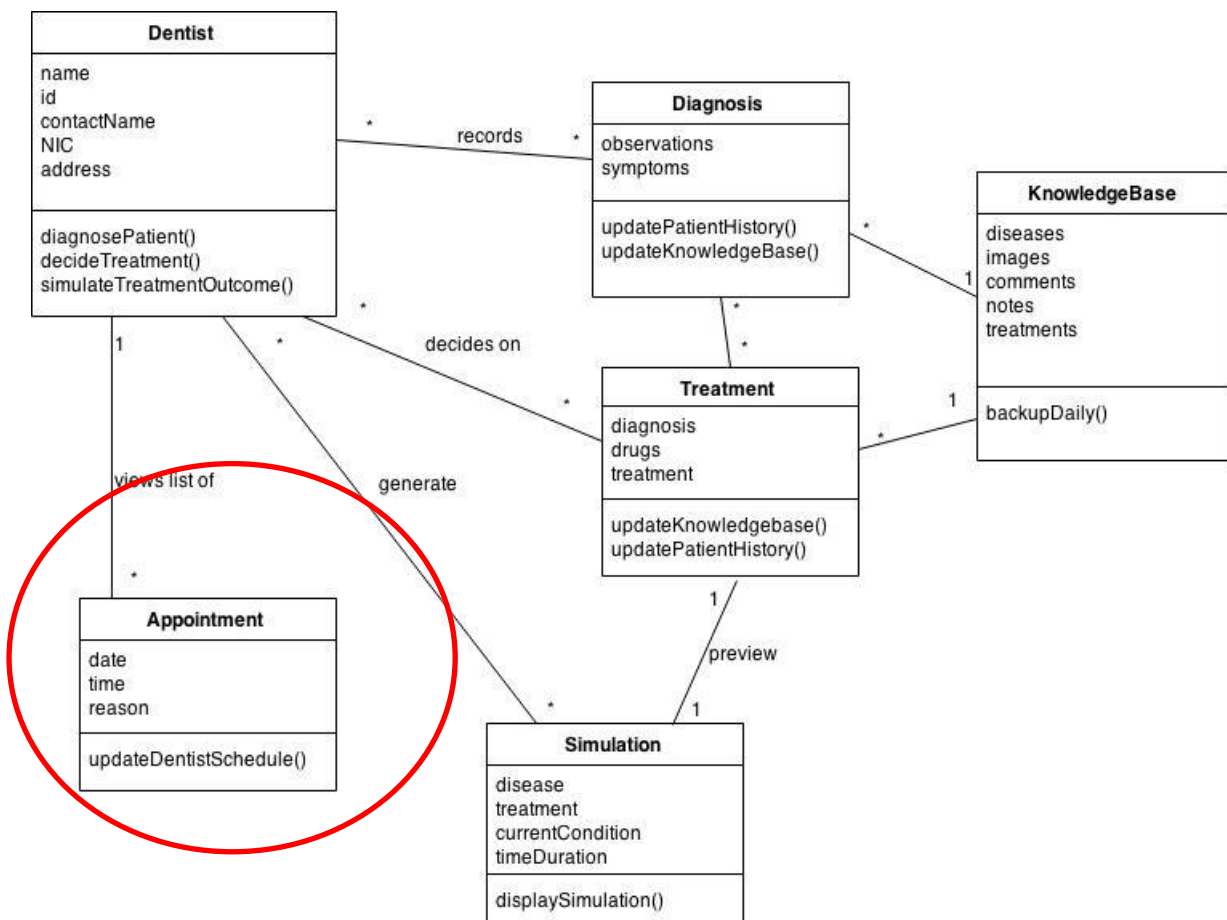 Dentist
name
id
contactName
NIC
address
diagnosePatient()
decideTreatment()
simulateTreatmentOutcome()
*
records
*
Diagnosis
observations
symptoms
updatePatientHistory()
updateKnowledgeBase()
*
1
KnowledgeBase
diseases
images
comments
notes
treatments
backupDaily()
1
*
*
decides on
*
*
*
Treatment
diagnosis
drugs
treatment
updateKnowledgebase()
updatePatientHistory()
1
*
views list of
generate
*
Appointment
date
time
reason
updateDentistSchedule()
1
preview
1
*
Simulation
disease
treatment
currentCondition
timeDuration
displaySimulation()